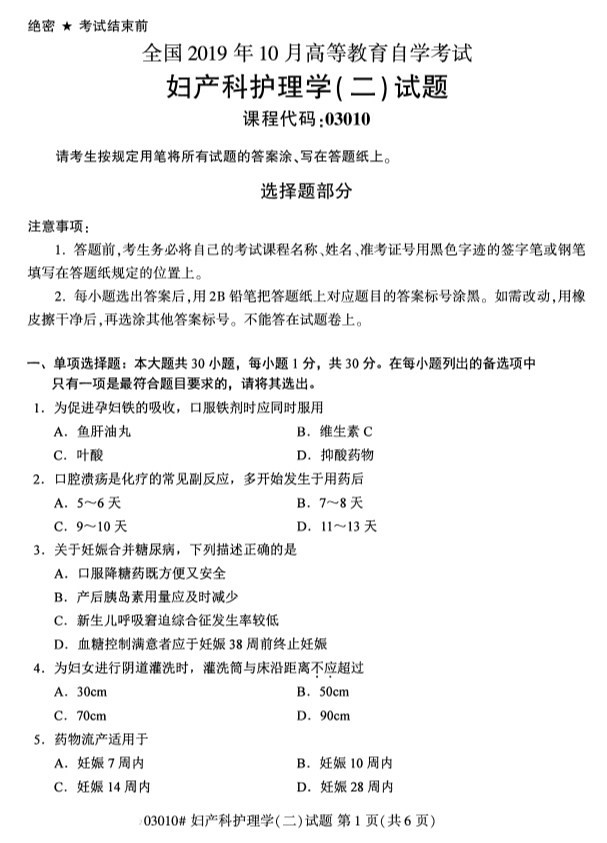 绝密 ★ 考试结束前
全国 2019 年 10 月高等教育自学考试
妇产科护理学(二)试题
课程代码:03010
请考生按规定用笔将所有试题的答案涂、写在答题纸上。
选择题部分
注意事项:
1. 答题前,考生务必将自己的考试课程名称、姓名、准考证号用黑色字迹的签字笔或钢笔
填写在答题纸规定的位置上。
2. 每小题选出答案后,用 2B 铅笔把答题纸上对应题目的答案标号涂黑。如需改动,用橡
皮擦干净后,再选涂其他答案标号。不能答在试题卷上。
一、单项选择题：本大题共 30 小题，每小题 1 分，共 30 分。在每小题列出的备选项中
只有一项是最符合题目要求的，请将其选出。
1. 为促进孕妇铁的吸收，口服铁剂时应同时服用
A. 鱼肝油丸 B. 维生素 C
C. 叶酸 D. 抑酸药物
2. 口腔溃疡是化疗的常见副反应，多开始发生于用药后
A. 5～6 天 B. 7～8 天
C. 9～10 天 D. 11～13 天
3. 关于妊娠合并糖尿病，下列描述正确的是
A. 口服降糖药既方便又安全
B. 产后胰岛素用量应及时减少
C. 新生儿呼吸窘迫综合征发生率较低
D. 血糖控制满意者应于妊娠 38 周前终止妊娠
4. 为妇女进行阴道灌洗时，灌洗筒与床沿距离不应超过
A. 30cm B. 50cm
C. 70cm D. 90cm
5. 药物流产适用于
A. 妊娠 7 周内 B. 妊娠 10 周内
C. 妊娠 14 周内 D. 妊娠 28 周内
03010# 妇产科护理学(二)试题 第 1 页(共 6 页)